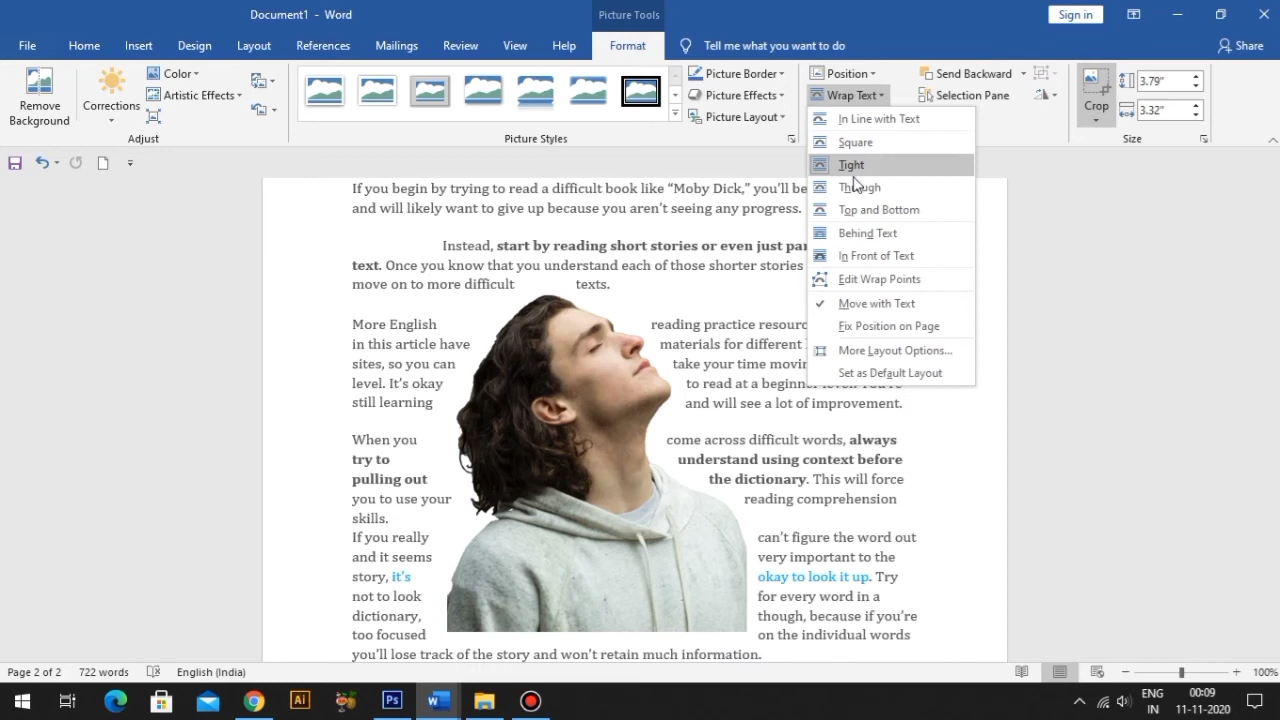 Document1 - Word
Picture Tools
Sign in
File
Home
Insert
Design
Layout
References
Mailings
Review
View
Help
Format
Tell me what you want to do
Share
Remove
Background
Corrections
Color
Artistic Effects
Adjust
Picture Styles
Picture Border
Picture Effects
Picture Layout
Position
Wrap Text
Send Backward
Selection Pane
Crop
3.79"
3.32"
Size
In Line with Text
Square
Tight
Through
Top and Bottom
Behind Text
In Front of Text
Edit Wrap Points
Move with Text
Fix Position on Page
More Layout Options...
Set as Default Layout
If you begin by trying to read a difficult book like “Moby Dick,” you’ll be
and will likely want to give up because you aren’t seeing any progress.
Instead, start by reading short stories or even just par
text. Once you know that you understand each of those shorter stories
move on to more difficult texts.
More English reading practice resourc
in this article have materials for different
sites, so you can take your time movin
level. It’s okay to read at a beginner level. You’re
still learning and will see a lot of improvement.
When you come across difficult words, always
try to understand using context before
pulling out the dictionary. This will force
you to use your reading comprehension
skills.
If you really can’t figure the word out
and it seems very important to the
story, it’s okay to look it up. Try
not to look for every word in a
dictionary, though, because if you’re
too focused on the individual words
you’ll lose track of the story and won’t retain much information.
Page 2 of 2
722 words
English (India)
100%
Ai
Ps
W
ENG
IN
00:09
11-11-2020